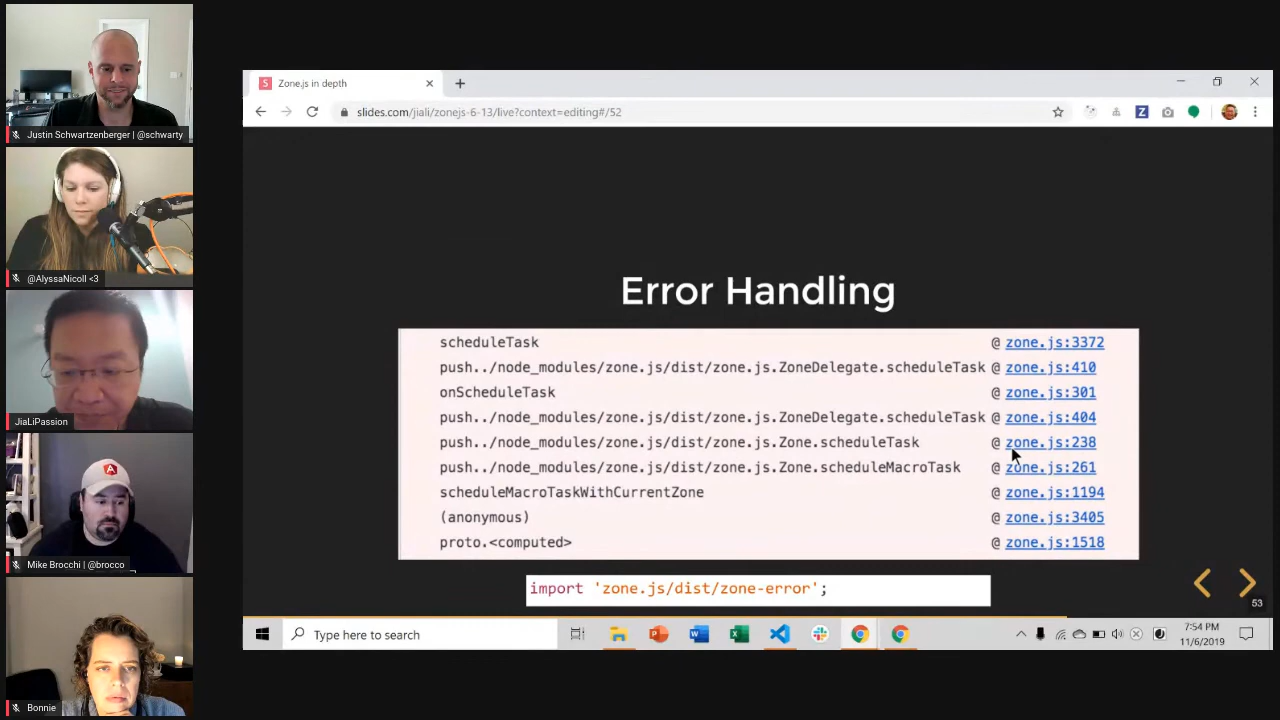 Justin Schwartzenberger | @schwarty
@AlyssaNicoll <3
JiaLiPassion
Mike Brocchi | @brocco_
Bonnie
Zone.js in depth
slides.com/jiali/zonejs-6-13/live?context=editing#/52
Error Handling
scheduleTask @ zone.js:3372
push../node_modules/zone.js/dist/zone.js.ZoneDelegate.scheduleTask @ zone.js:410
onScheduleTask @ zone.js:301
push../node_modules/zone.js/dist/zone.js.ZoneDelegate.scheduleTask @ zone.js:404
push../node_modules/zone.js/dist/zone.js.Zone.scheduleTask @ zone.js:238
push../node_modules/zone.js/dist/zone.js.Zone.scheduleMacroTask @ zone.js:261
scheduleMacroTaskWithCurrentZone @ zone.js:1194
(anonymous) @ zone.js:3405
proto.<computed> @ zone.js:1518
import 'zone.js/dist/zone-error';
53
Type here to search
7:54 PM
11/6/2019